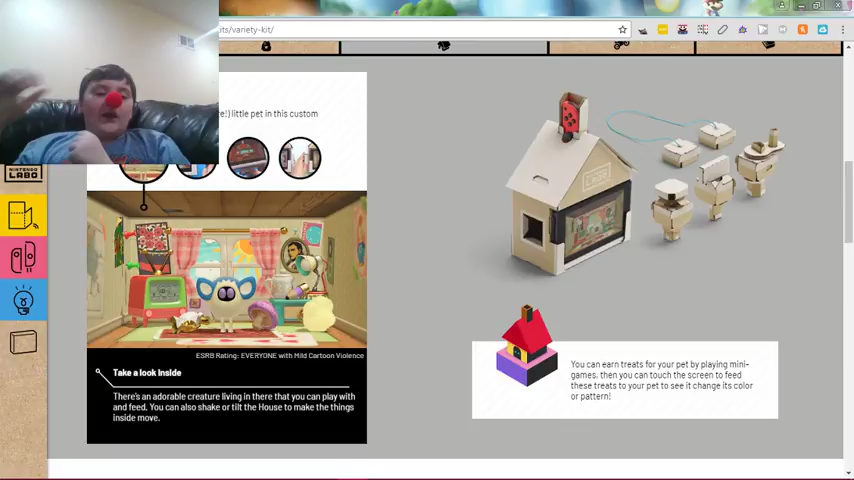 its/variety-kit/
e!) little pet in this custom
NINTENDO
LABO
ESRB Rating: EVERYONE with Mild Cartoon Violence
Take a look inside
There's an adorable creature living in there that you can play with
and feed. You can also shake or tilt the House to make the things
inside move.
You can earn treats for your pet by playing mini-
games, then you can touch the screen to feed
these treats to your pet to see it change its color
or pattern!